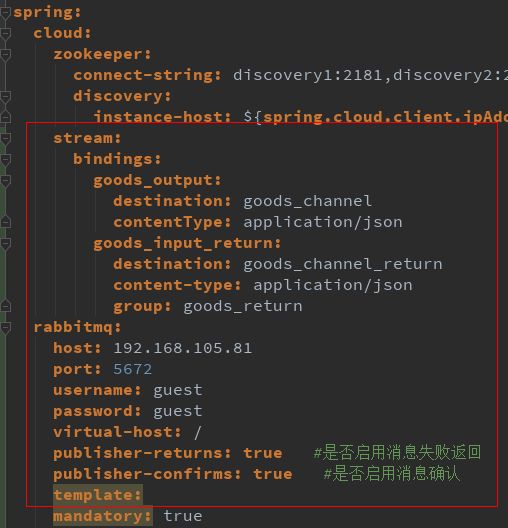 spring:
cloud:
zookeeper:
connect-string: discovery1:2181,discovery2:2
discovery:
instance-host: ${spring.cloud.client.ipAdd
stream:
bindings:
goods_output:
destination: goods_channel
contentType: application/json
goods_input_return:
destination: goods_channel_return
content-type: application/json
group: goods_return
rabbitmq:
host: 192.168.105.81
port: 5672
username: guest
password: guest
virtual-host: /
publisher-returns: true #是否启用消息失败返回
publisher-confirms: true #是否启用消息确认
template:
mandatory: true